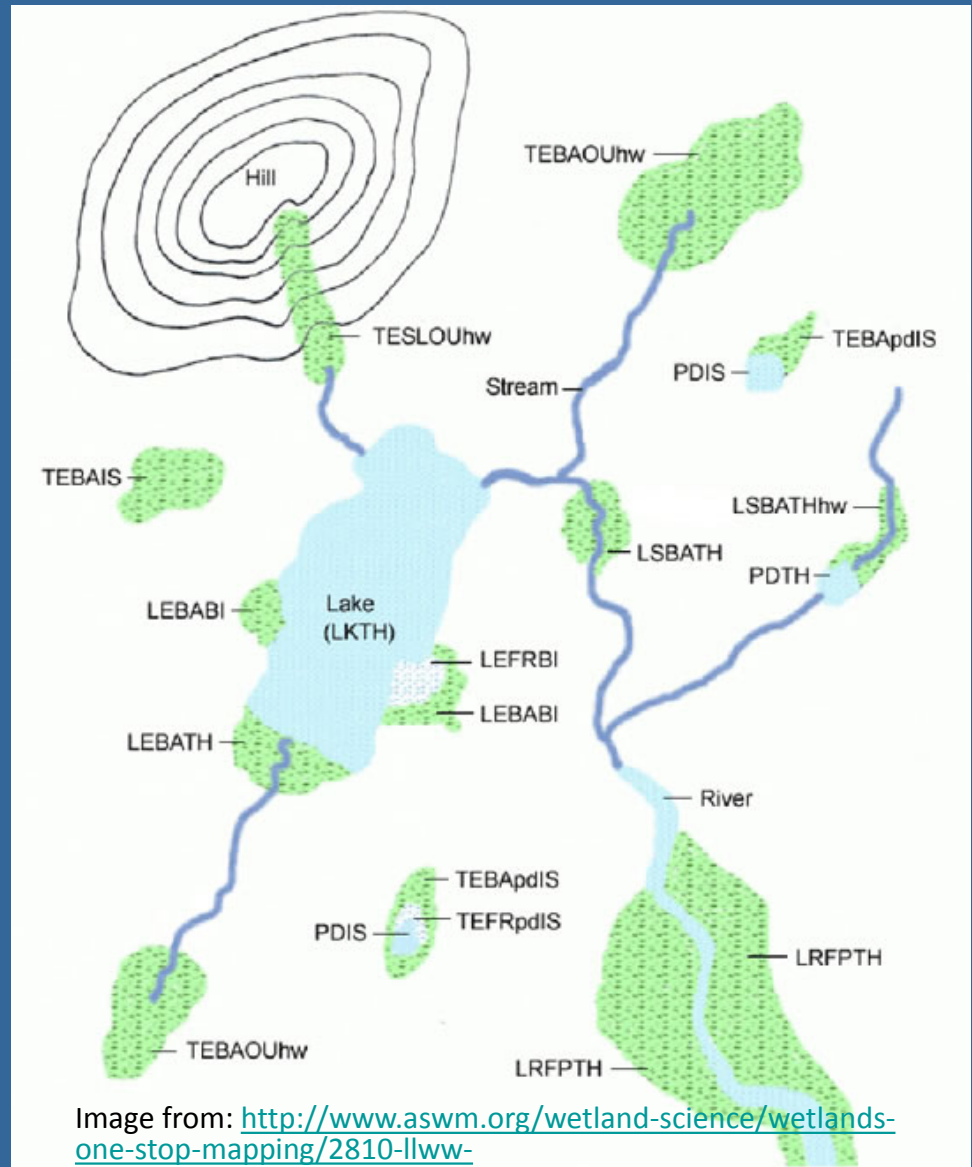 Hill
TEBAOUhw
TESLOUhw
TEBApdIS
PDIS
Stream
TEBAIS
LSBATHhw
LSBATH
PDTH
LEBABI
Lake
(LKTH)
LEFRBI
LEBABI
LEBATH
River
TEBApdIS
TEFRpdIS
PDIS
LRFPTH
TEBAOUhw
LRFPTH
Image from: http://www.aswm.org/wetland-science/wetlands-
one-stop-mapping/2810-llww-